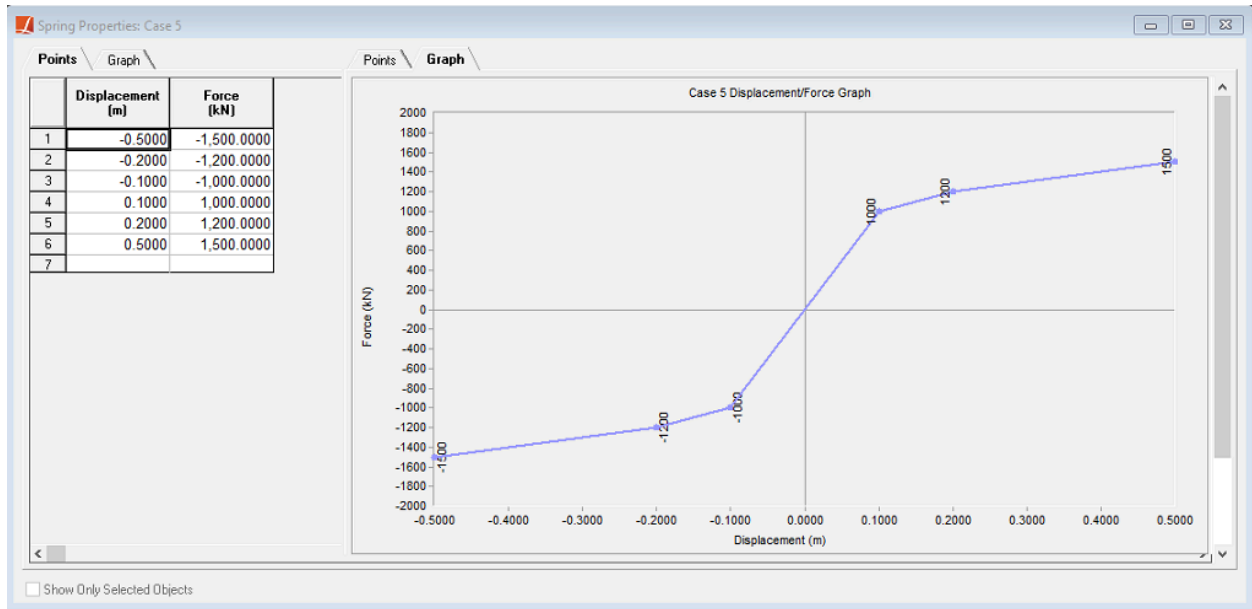 Spring Properties: Case 5
Points Graph
Displacement (m) Force (kN)
1 -0.5000 -1,500.0000
2 -0.2000 -1,200.0000
3 -0.1000 -1,000.0000
4 0.1000 1,000.0000
5 0.2000 1,200.0000
6 0.5000 1,500.0000
7
Points Graph
Case 5 Displacement/Force Graph
2000
1800
1600
1400
1200
1000
800
600
400
200
0
-200
-400
-600
-800
-1000
-1200
-1400
-1600
-1800
-2000
Force (kN)
-1500
-1200
-1000
1000
1200
1500
-0.5000 -0.4000 -0.3000 -0.2000 -0.1000 0.0000 0.1000 0.2000 0.3000 0.4000 0.5000
Displacement (m)
Show Only Selected Objects